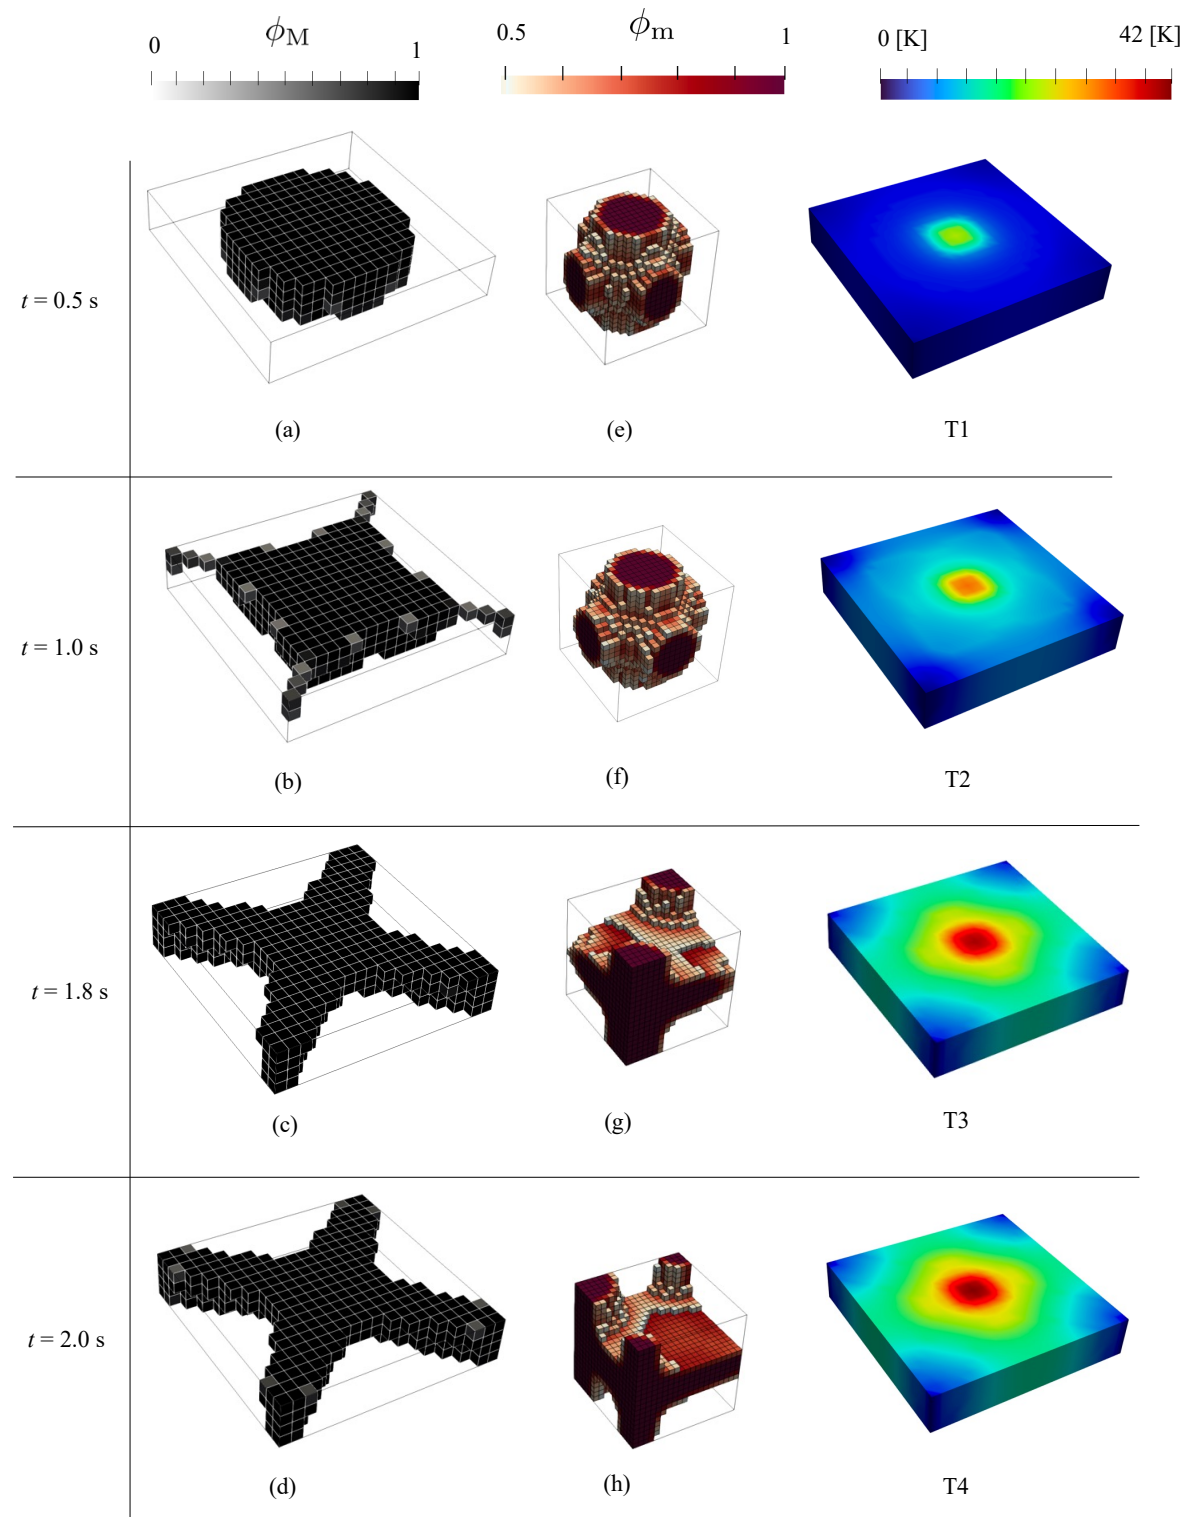 0 ϕM 1
0.5 ϕm 1
0 [K] 42 [K]
t = 0.5 s
(a) (e) T1
t = 1.0 s
(b) (f) T2
t = 1.8 s
(c) (g) T3
t = 2.0 s
(d) (h) T4